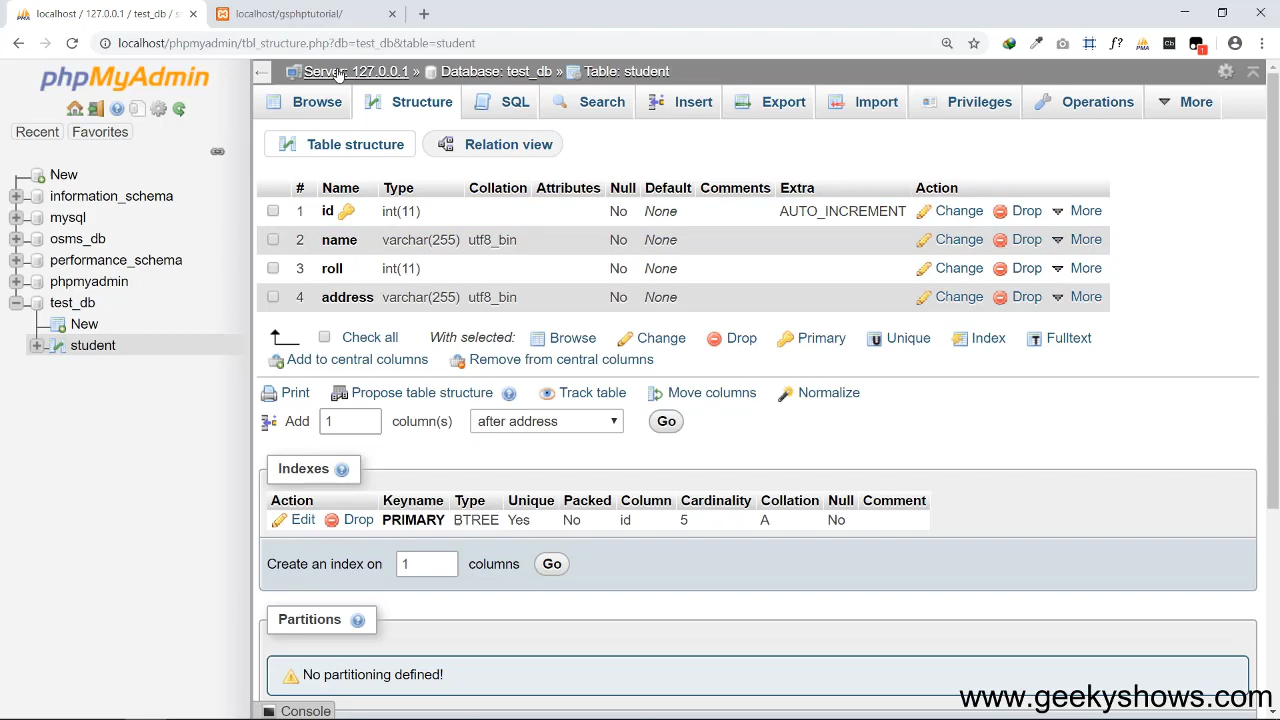 localhost / 127.0.0.1 / test_db / s
localhost/gsphptutorial/
localhost/phpmyadmin/tbl_structure.php?db=test_db&table=student
phpMyAdmin
Recent Favorites
New
information_schema
mysql
osms_db
performance_schema
phpmyadmin
test_db
New
student
Server: 127.0.0.1 » Database: test_db » Table: student
Browse Structure SQL Search Insert Export Import Privileges Operations More
Table structure Relation view
# Name Type Collation Attributes Null Default Comments Extra Action
1 id int(11) No None AUTO_INCREMENT Change Drop More
2 name varchar(255) utf8_bin No None Change Drop More
3 roll int(11) No None Change Drop More
4 address varchar(255) utf8_bin No None Change Drop More
Check all With selected: Browse Change Drop Primary Unique Index Fulltext
Add to central columns Remove from central columns
Print Propose table structure Track table Move columns Normalize
Add 1 column(s) after address Go
Indexes
Action Keyname Type Unique Packed Column Cardinality Collation Null Comment
Edit Drop PRIMARY BTREE Yes No id 5 A No
Create an index on 1 columns Go
Partitions
No partitioning defined!
Console
www.geekyshows.com